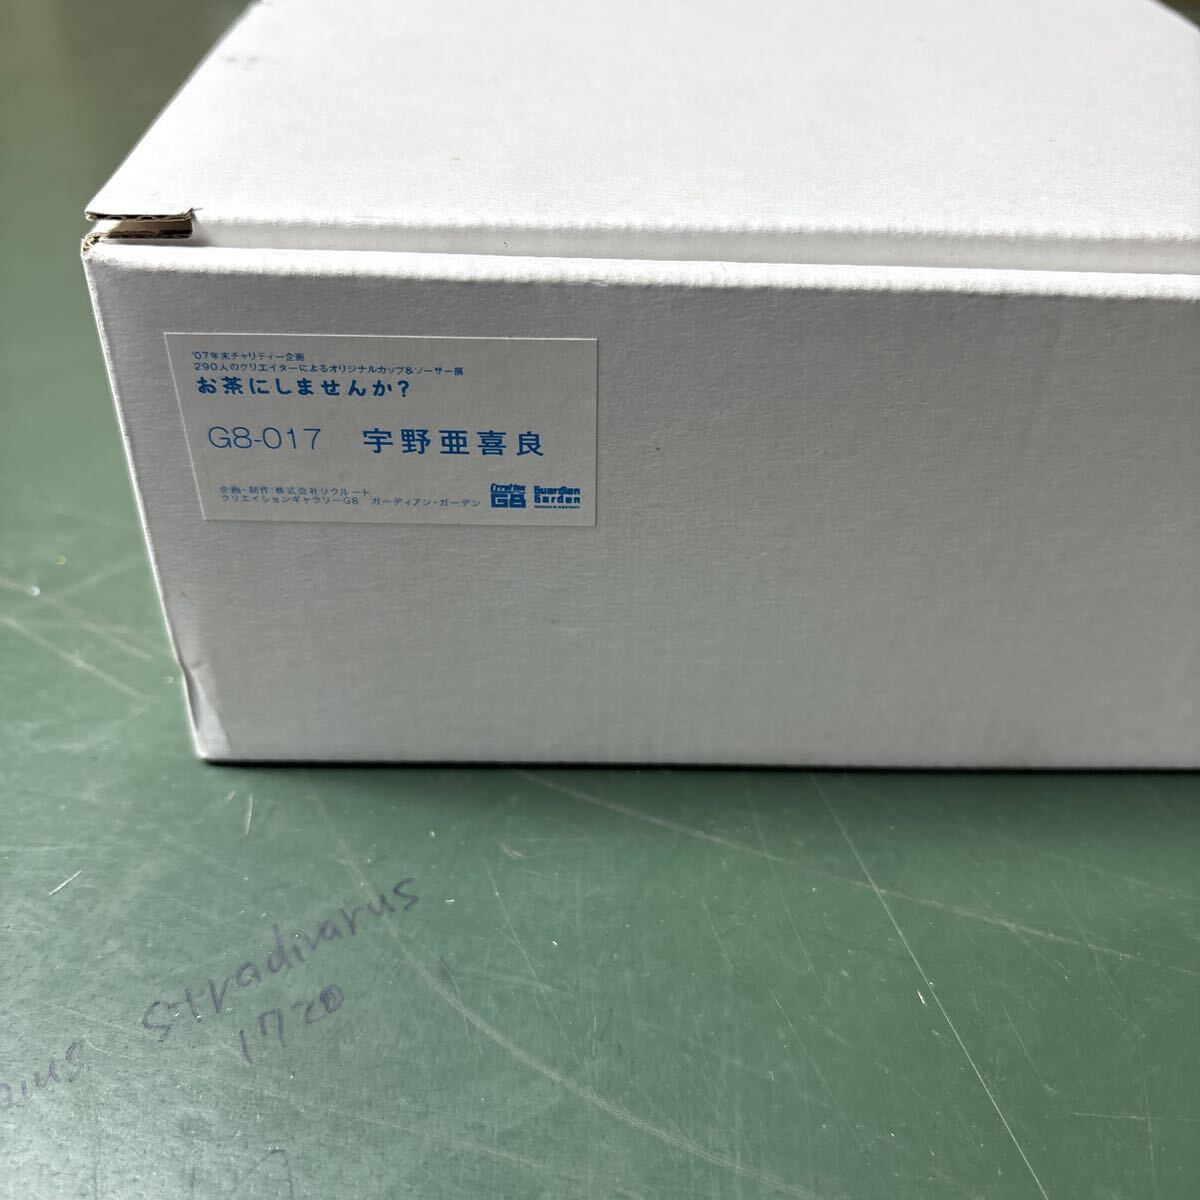 '07年末チャリティー企画
290人のクリエイターによるオリジナルカップ&ソーサー展
お茶にしませんか?
G8-017 宇野亜喜良
企画・制作 株式会社リクルート
クリエイションギャラリーG8 ガーディアン・ガーデン
Creation G8
Guardian Garden
Stradivarus
1720